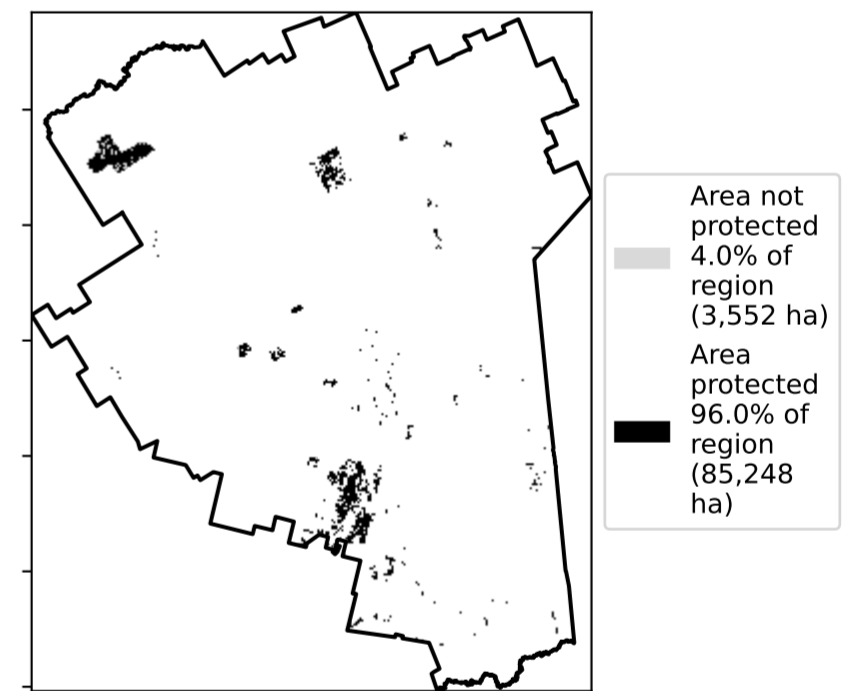 Area not
protected
4.0% of
region
(3,552 ha)
Area
protected
96.0% of
region
(85,248
ha)